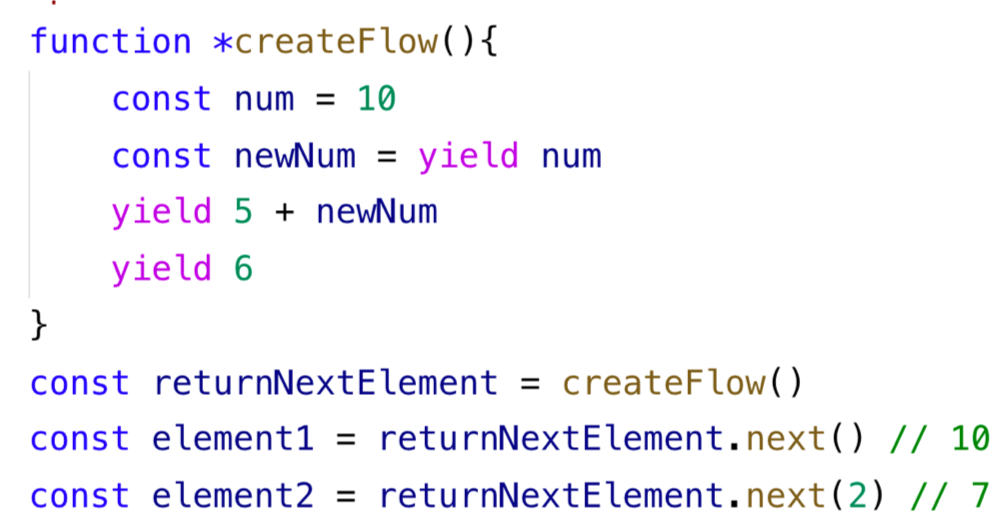 function *createFlow(){
    const num = 10
    const newNum = yield num
    yield 5 + newNum
    yield 6
}
const returnNextElement = createFlow()
const element1 = returnNextElement.next() // 10
const element2 = returnNextElement.next(2) // 7